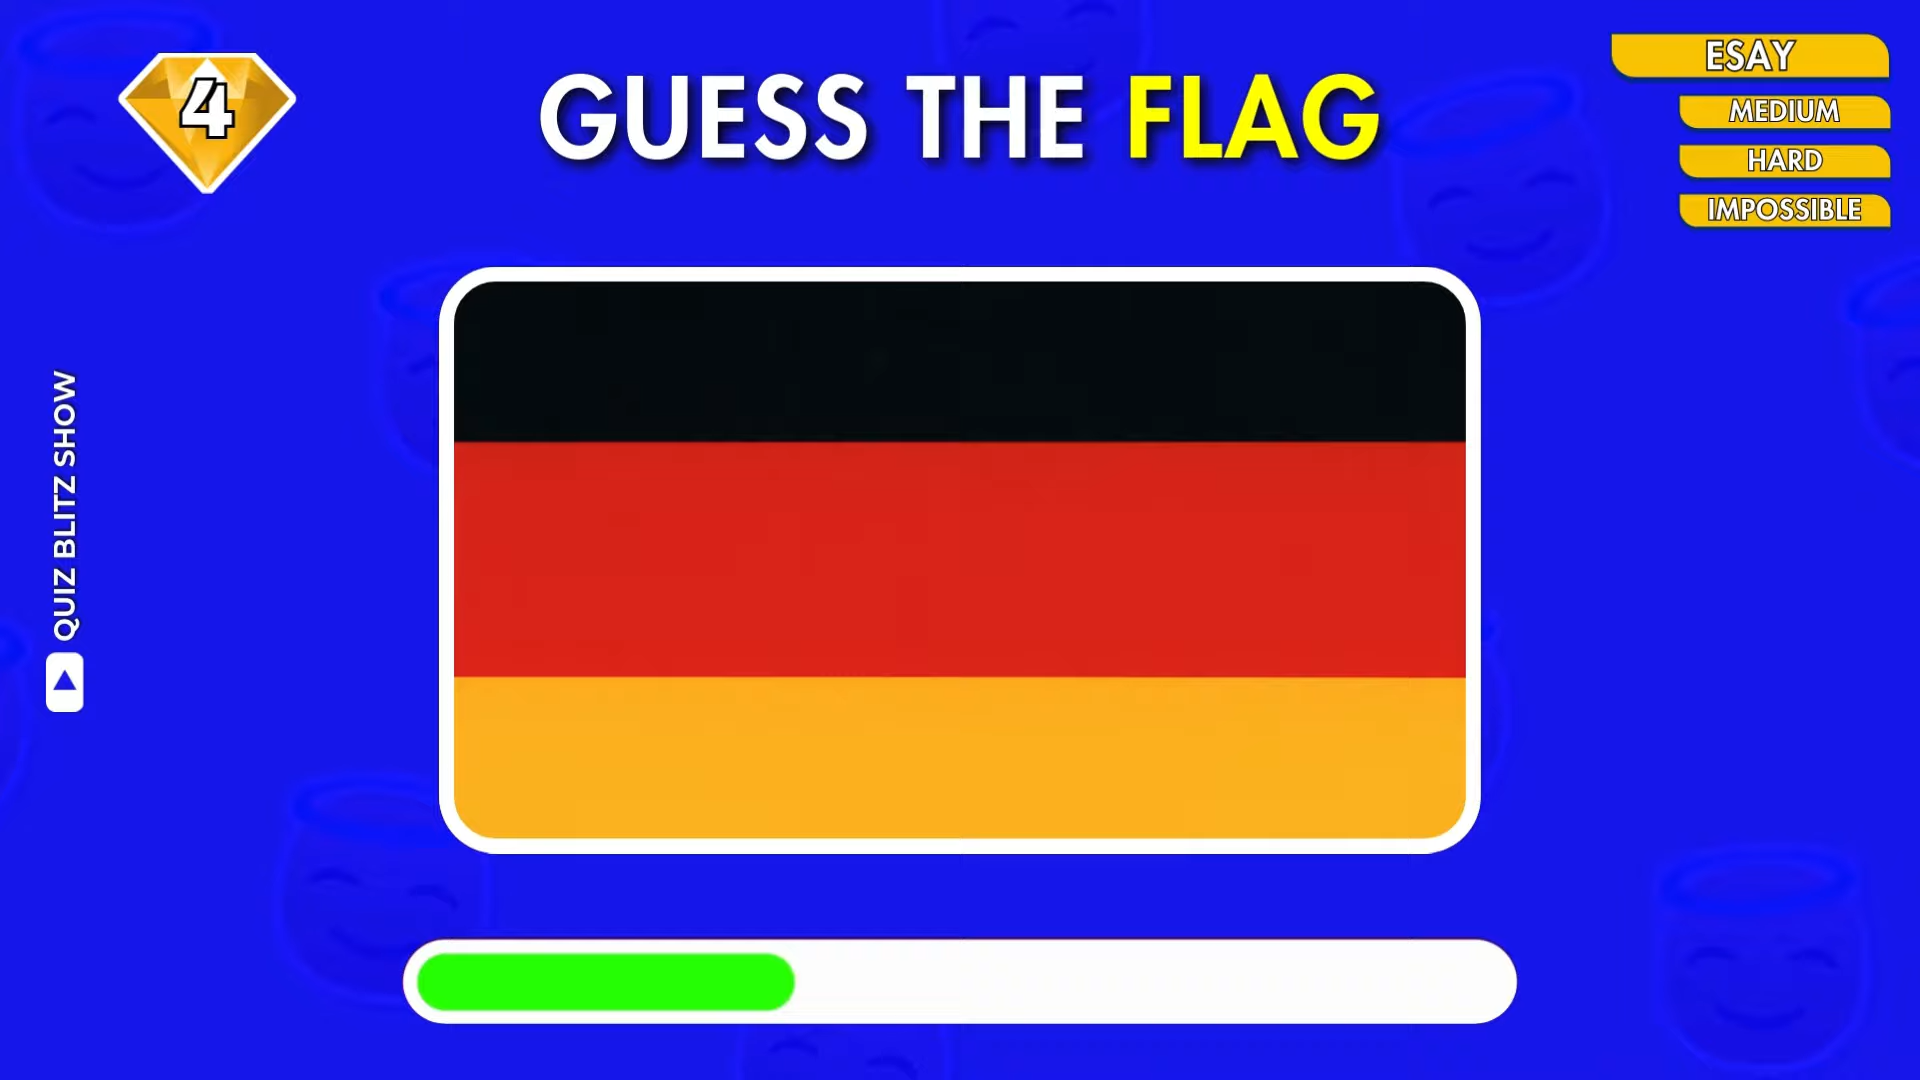 4
GUESS THE FLAG
ESAY
MEDIUM
HARD
IMPOSSIBLE
QUIZ BLITZ SHOW